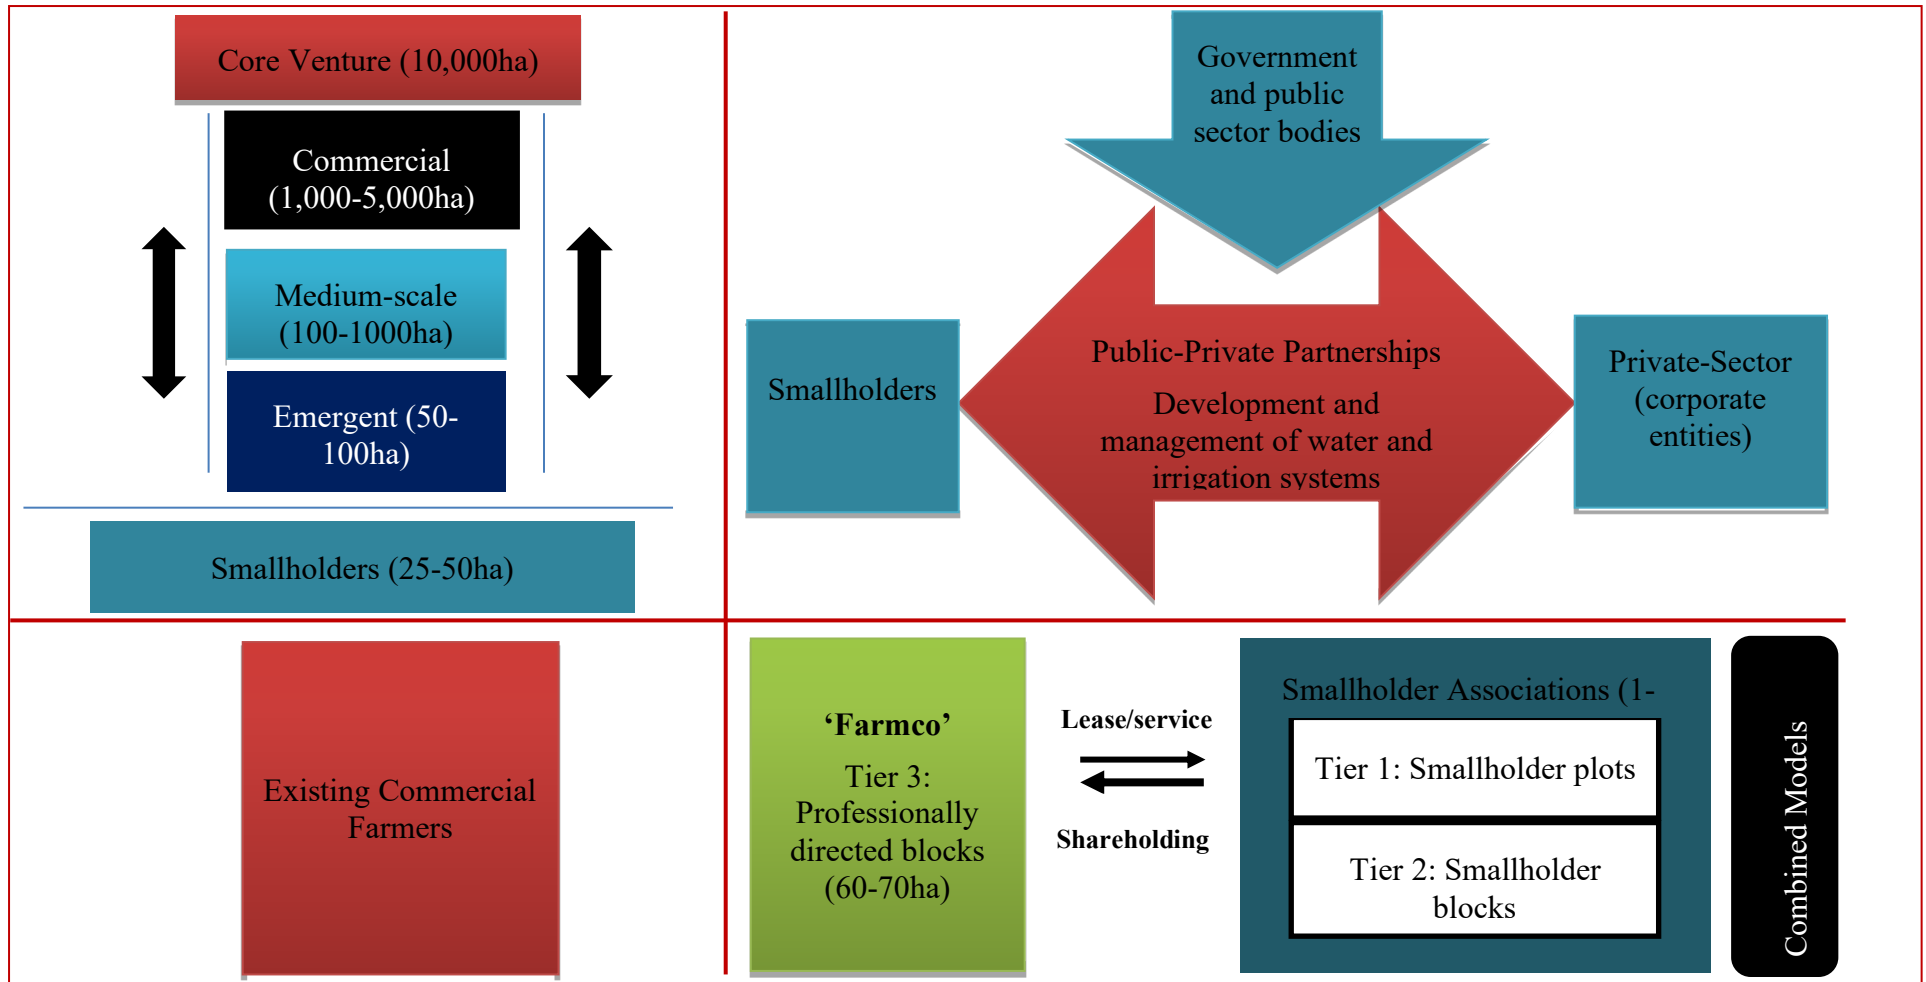 Core Venture (10,000ha)
Commercial
(1,000-5,000ha)
Medium-scale
(100-1000ha)
Emergent (50-
100ha)
Smallholders (25-50ha)
Government
and public
sector bodies
Smallholders
Public-Private Partnerships
Development and
management of water and
irrigation systems
Private-Sector
(corporate
entities)
Existing Commercial
Farmers
‘Farmco’
Tier 3:
Professionally
directed blocks
(60-70ha)
Lease/service
Shareholding
Smallholder Associations (1-
Tier 1: Smallholder plots
Tier 2: Smallholder
blocks
Combined Models